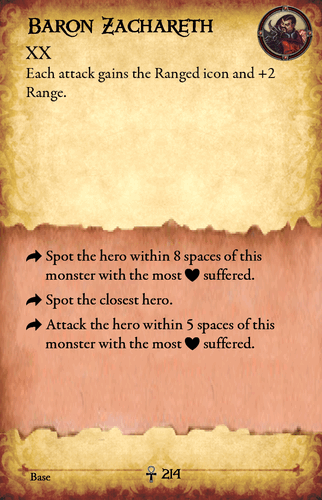 Baron Zachareth
XX
Each attack gains the Ranged icon and +2
Range.
Spot the hero within 8 spaces of this
monster with the most ♥ suffered.
Spot the closest hero.
Attack the hero within 5 spaces of this
monster with the most ♥ suffered.
Base
☥ 214